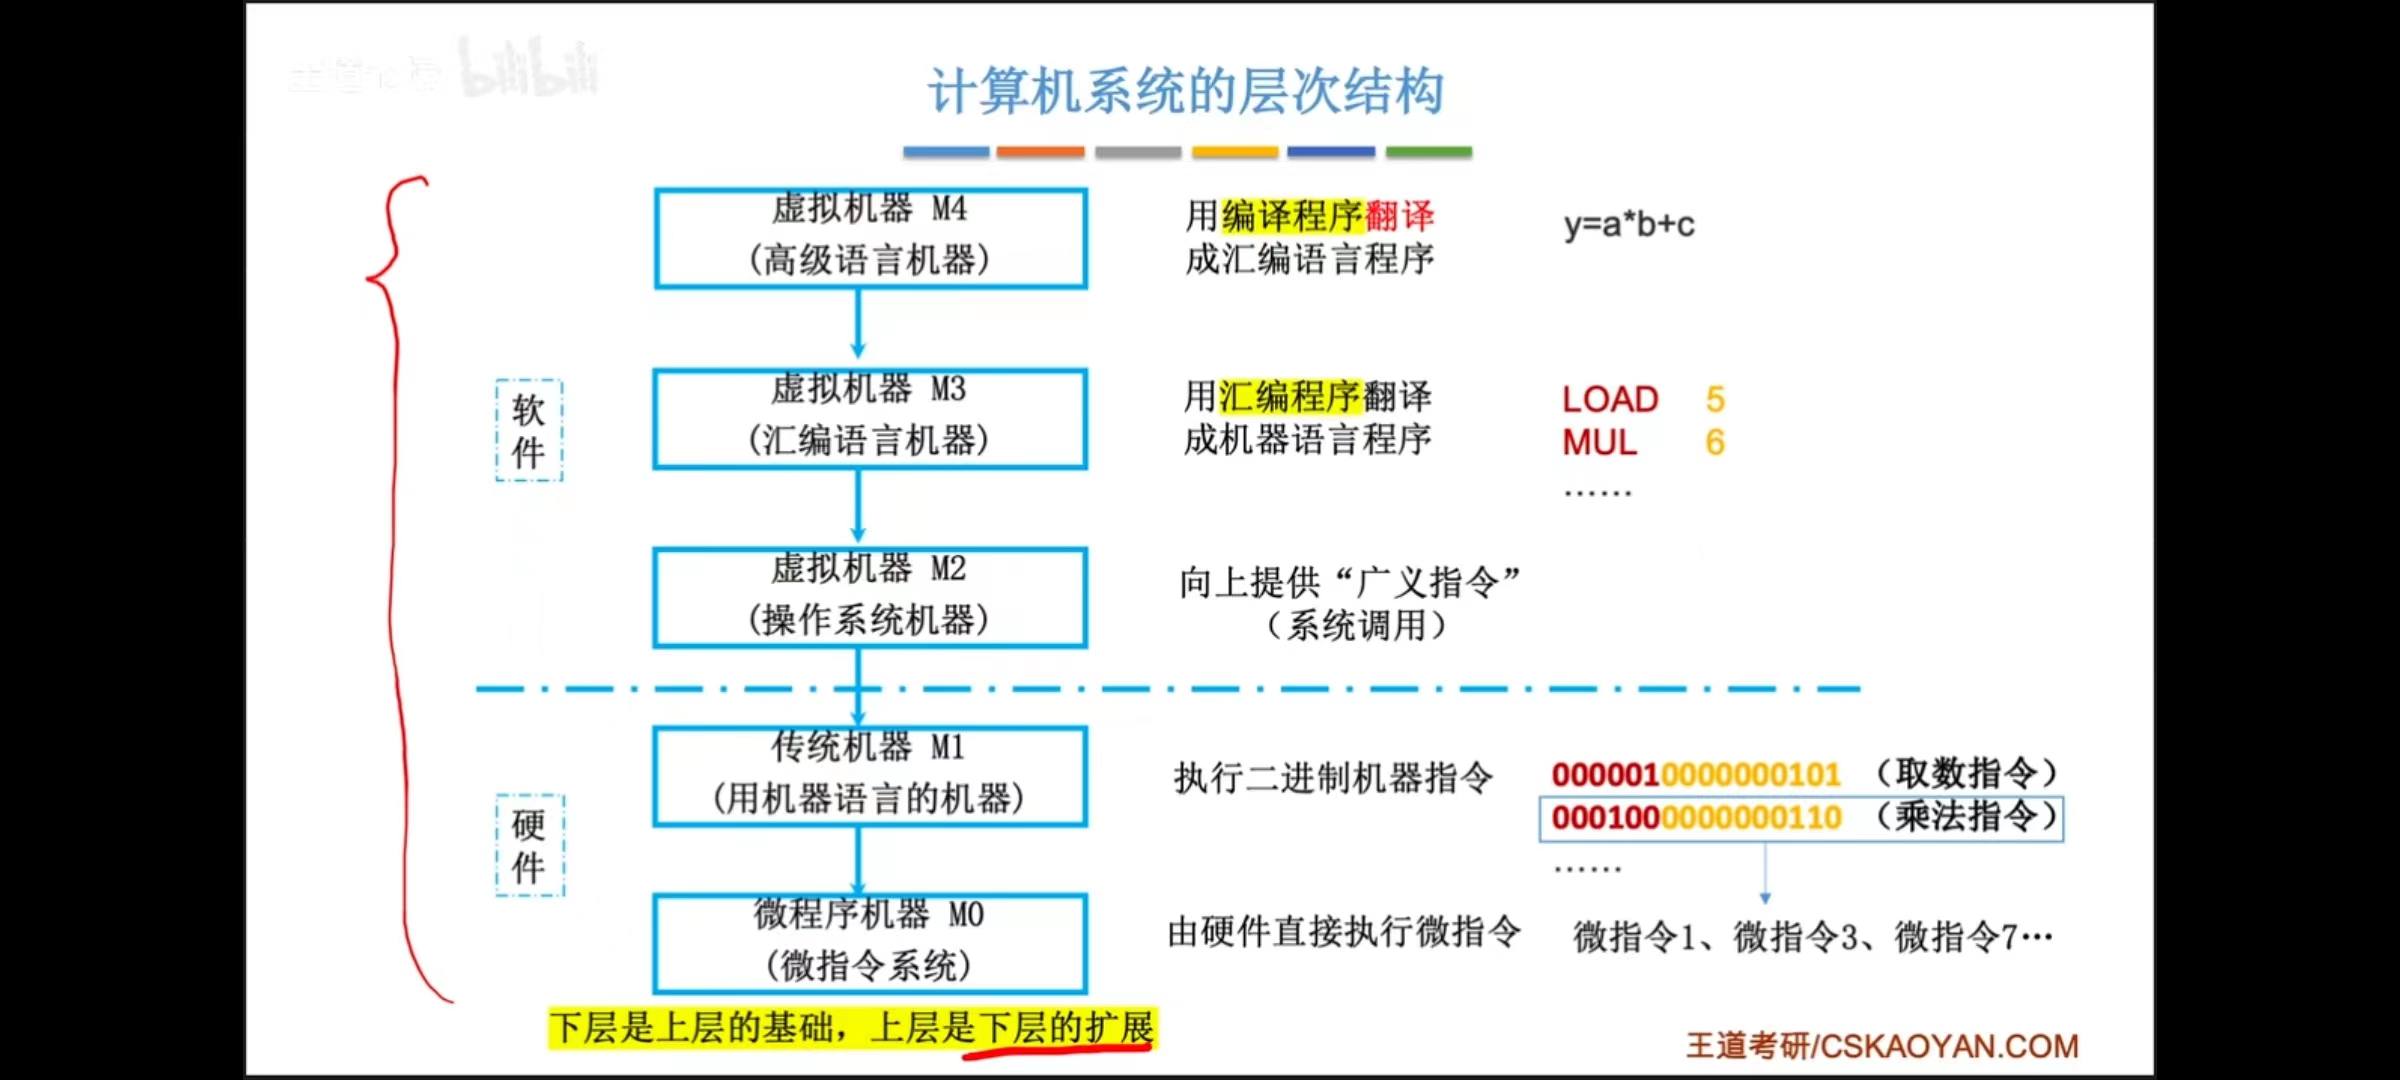 bilibili
计算机系统的层次结构
虚拟机器 M4
(高级语言机器)
用编译程序翻译
成汇编语言程序
y=a*b+c
软件
虚拟机器 M3
(汇编语言机器)
用汇编程序翻译
成机器语言程序
LOAD 5
MUL 6
……
虚拟机器 M2
(操作系统机器)
向上提供“广义指令”
（系统调用）
硬件
传统机器 M1
(用机器语言的机器)
执行二进制机器指令
0000010000000101 （取数指令）
0001000000000110 （乘法指令）
……
微程序机器 M0
(微指令系统)
由硬件直接执行微指令
微指令1、微指令3、微指令7…
下层是上层的基础，上层是下层的扩展
王道考研/CSKAOYAN.COM